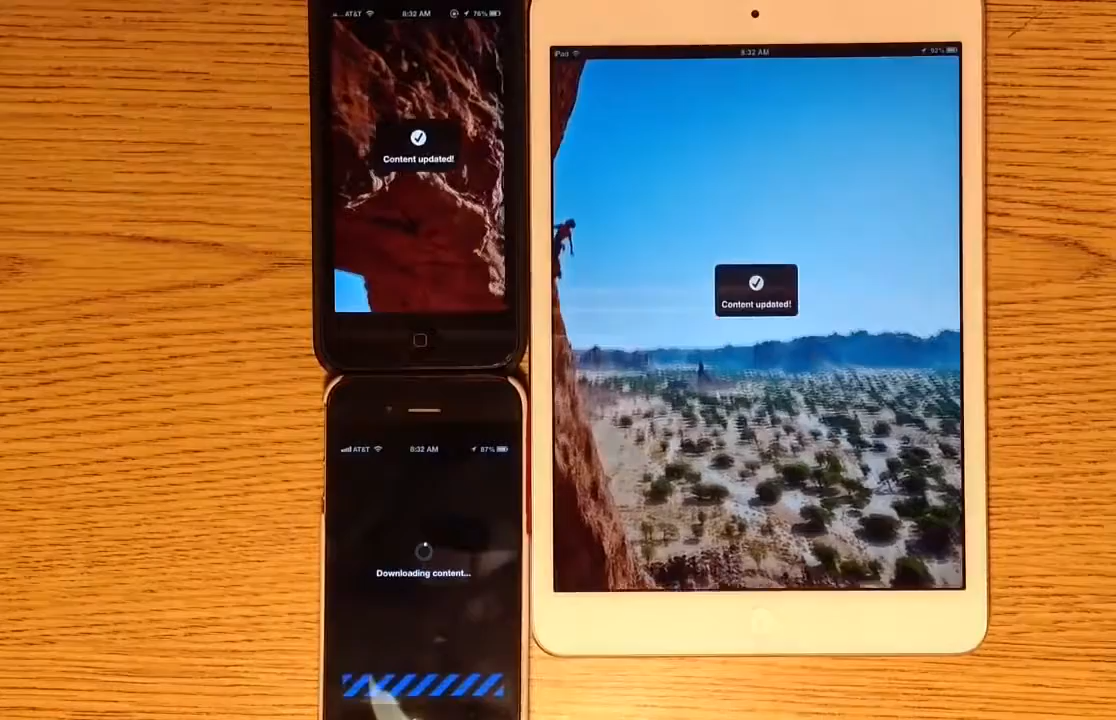 AT&T 8:32 AM 76%
Content updated!
iPad 8:32 AM 92%
Content updated!
AT&T 8:32 AM 87%
Downloading content...